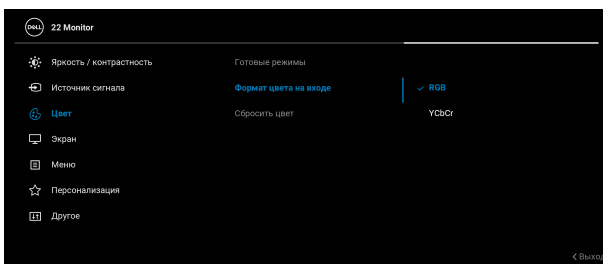 DELL 22 Monitor
Яркость / контрастность
Готовые режимы
Источник сигнала
Формат цвета на входе
RGB
Цвет
Сбросить цвет
YCbCr
Экран
Меню
Персонализация
Другое
Выход